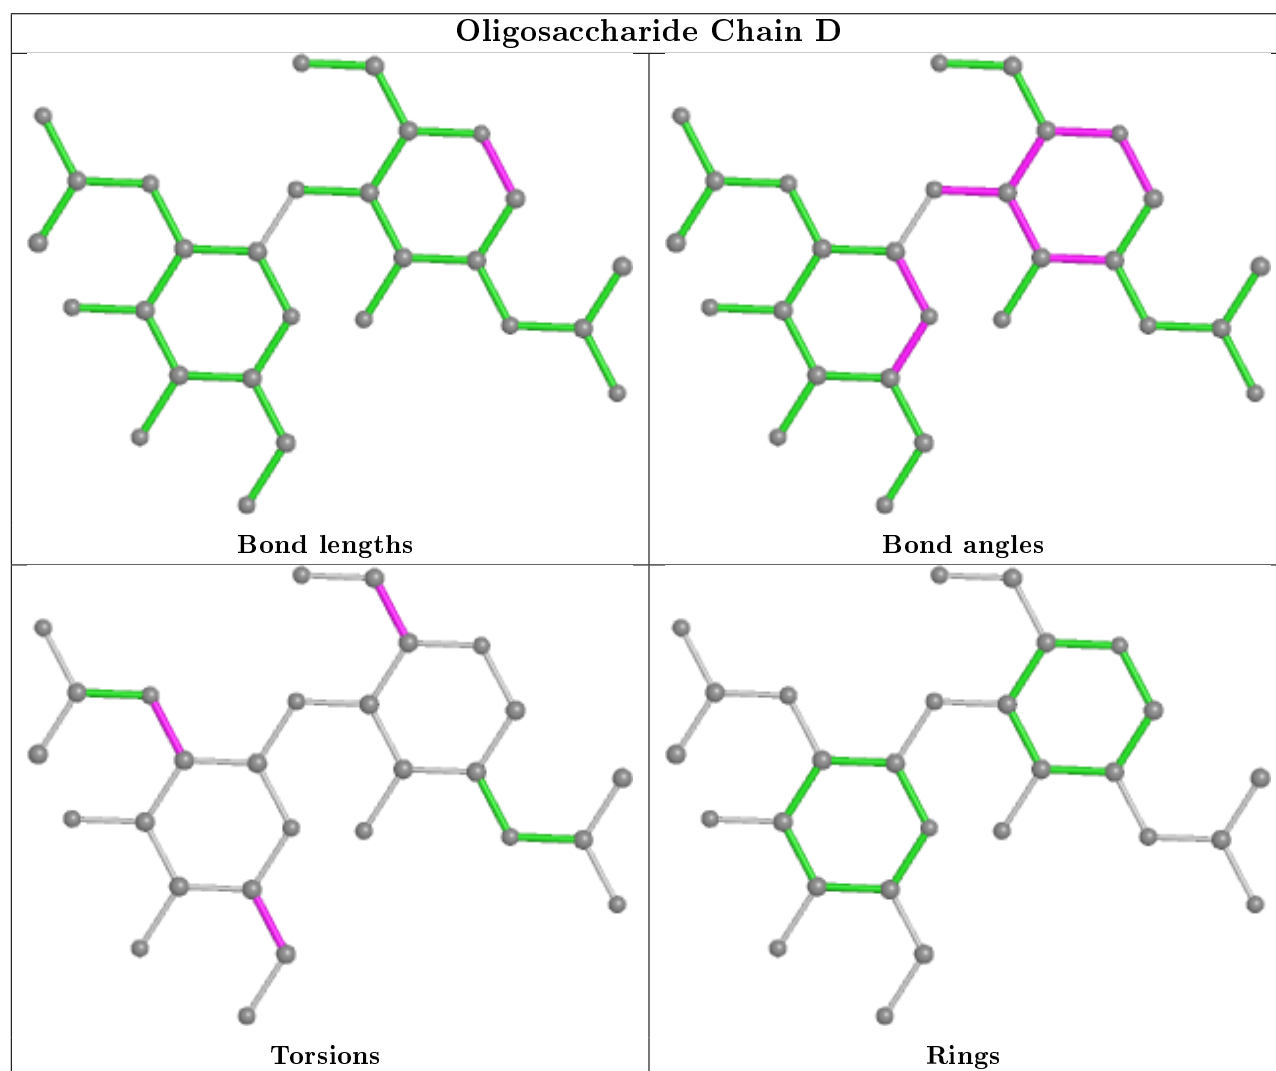 Oligosaccharide Chain D
Bond lengths
Bond angles
Torsions
Rings